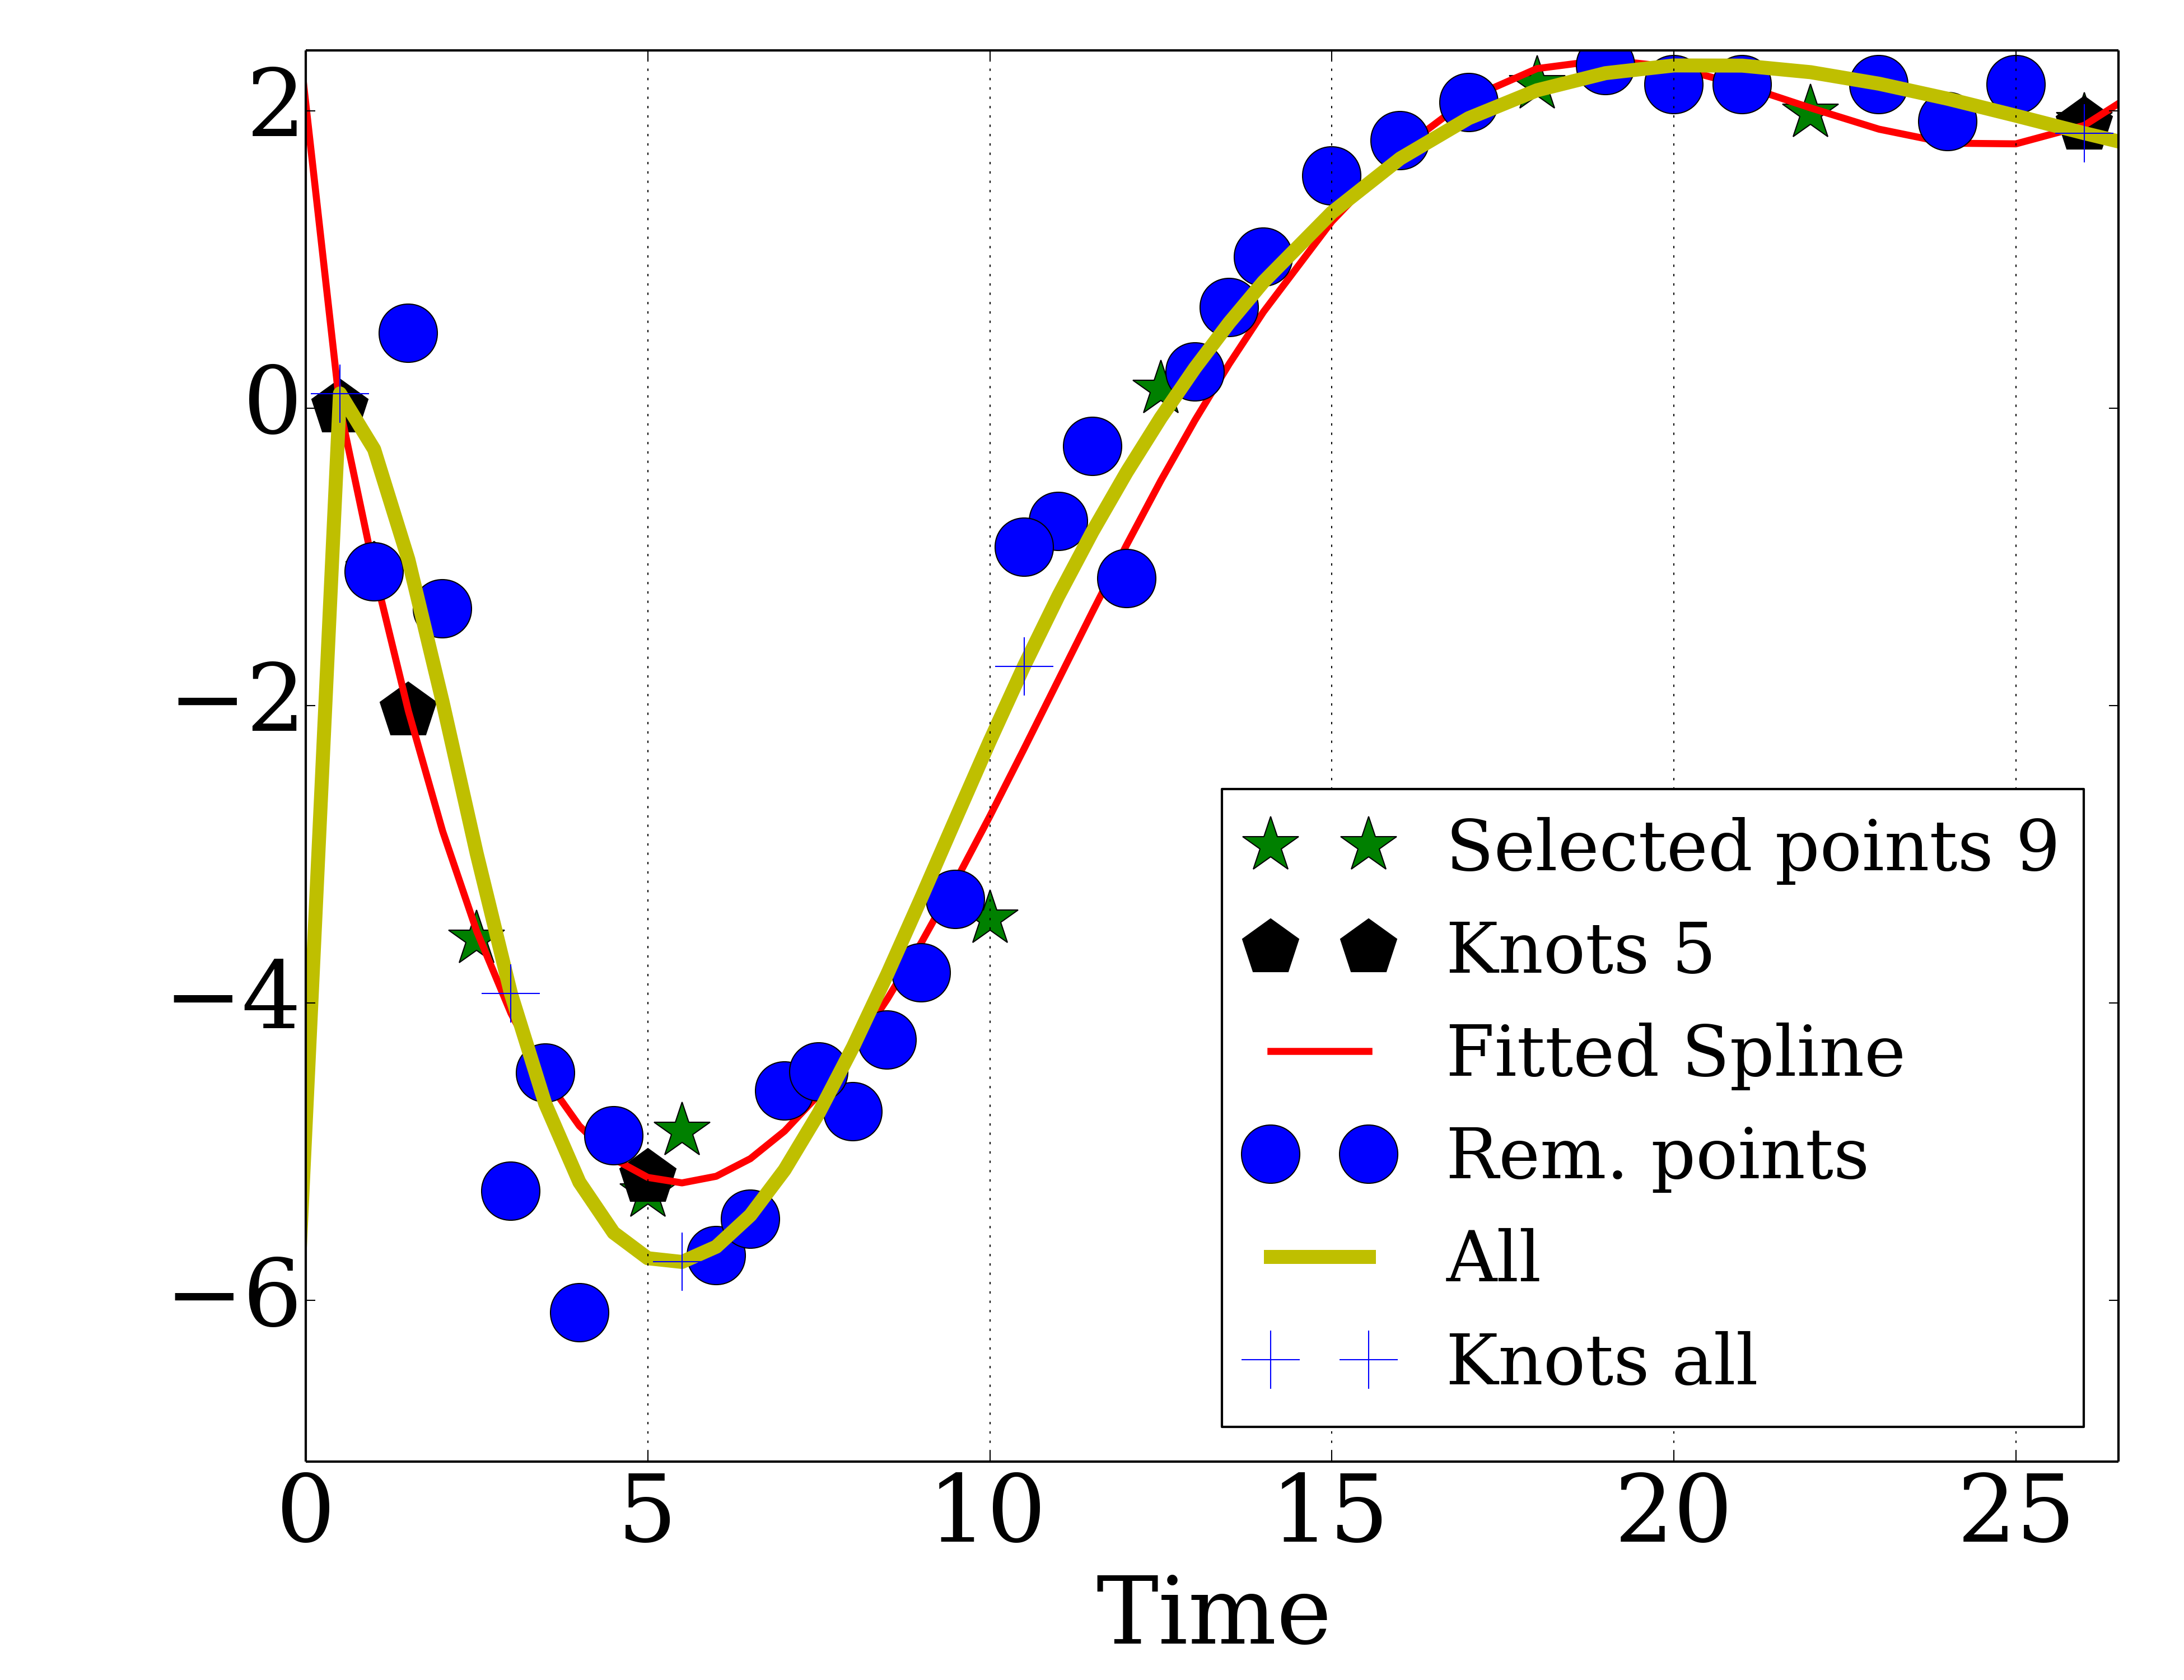 2
0
−2
−4
−6
Selected points 9
Knots 5
Fitted Spline
Rem. points
All
Knots all
0 5 10 15 20 25
Time